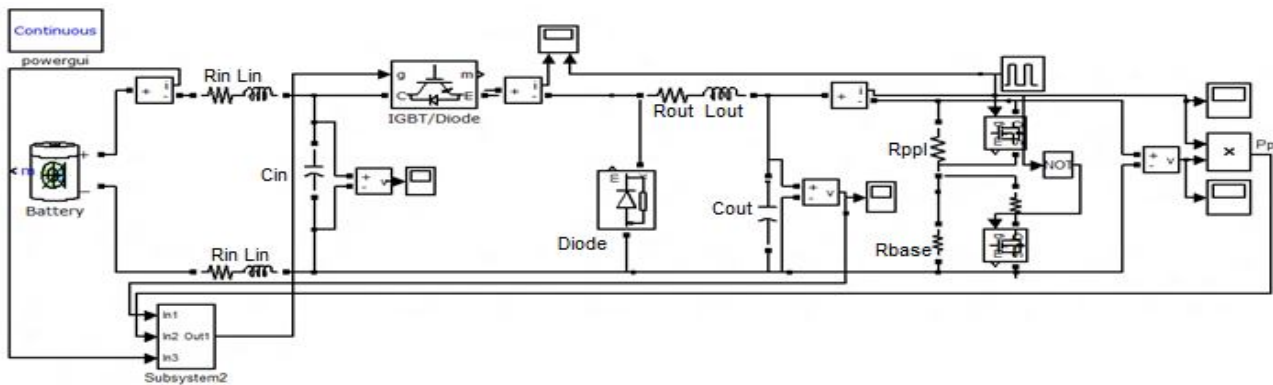 Continuous
powergui
Rin Lin
g
m
C
E
IGBT/Diode
Rout Lout
Cin
Cout
Diode
Rppl
Rbase
NOT
Pp
m
Battery
Rin Lin
In1
In2 Out1
In3
Subsystem2